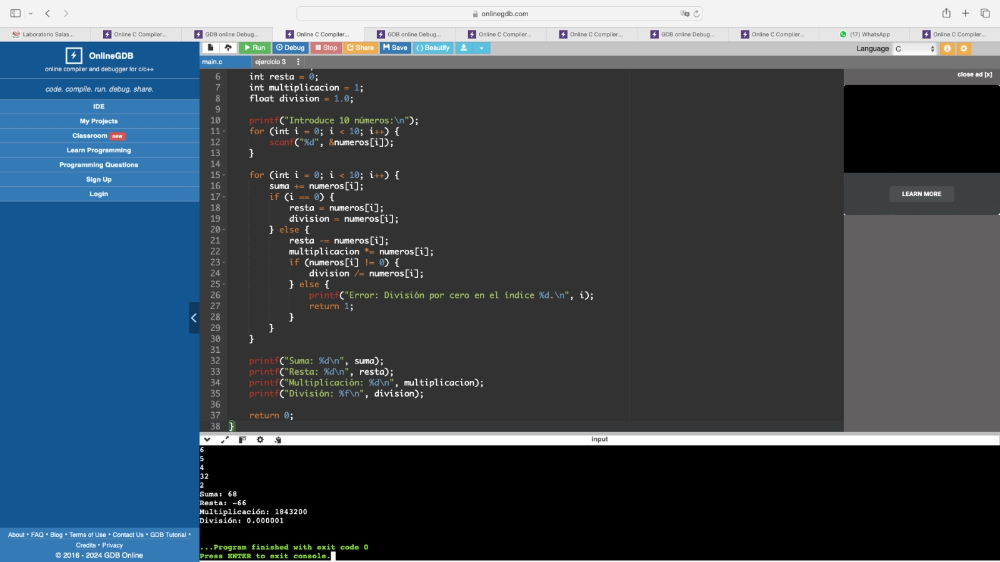 onlinegdb.com
Laboratorio Salas...
Online C Compiler...
GDB online Debug...
Online C Compiler...
GDB online Debug...
Online C Compiler...
Online C Compiler...
GDB online Debug...
Online C Compiler...
(17) WhatsApp
Online C Compiler...
OnlineGDB
online compiler and debugger for c/c++
code. compile. run. debug. share.
IDE
My Projects
Classroom new
Learn Programming
Programming Questions
Sign Up
Login
About • FAQ • Blog • Terms of Use • Contact Us • GDB Tutorial •
Credits • Privacy
© 2016 - 2024 GDB Online
Run Debug Stop Share Save { } Beautify
Language C
main.c ejercicio 3
6 int resta = 0;
7 int multiplicacion = 1;
8 float division = 1.0;
9
10 printf("Introduce 10 números:\n");
11 for (int i = 0; i < 10; i++) {
12 scanf("%d", &numeros[i]);
13 }
14
15 for (int i = 0; i < 10; i++) {
16 suma += numeros[i];
17 if (i == 0) {
18 resta = numeros[i];
19 division = numeros[i];
20 } else {
21 resta -= numeros[i];
22 multiplicacion *= numeros[i];
23 if (numeros[i] != 0) {
24 division /= numeros[i];
25 } else {
26 printf("Error: División por cero en el índice %d.\n", i);
27 return 1;
28 }
29 }
30 }
31
32 printf("Suma: %d\n", suma);
33 printf("Resta: %d\n", resta);
34 printf("Multiplicación: %d\n", multiplicacion);
35 printf("División: %f\n", division);
36
37 return 0;
38 }
close ad [x]
LEARN MORE
input
6
5
4
32
2
Suma: 68
Resta: -66
Multiplicación: 1843200
División: 0.000001
...Program finished with exit code 0
Press ENTER to exit console.